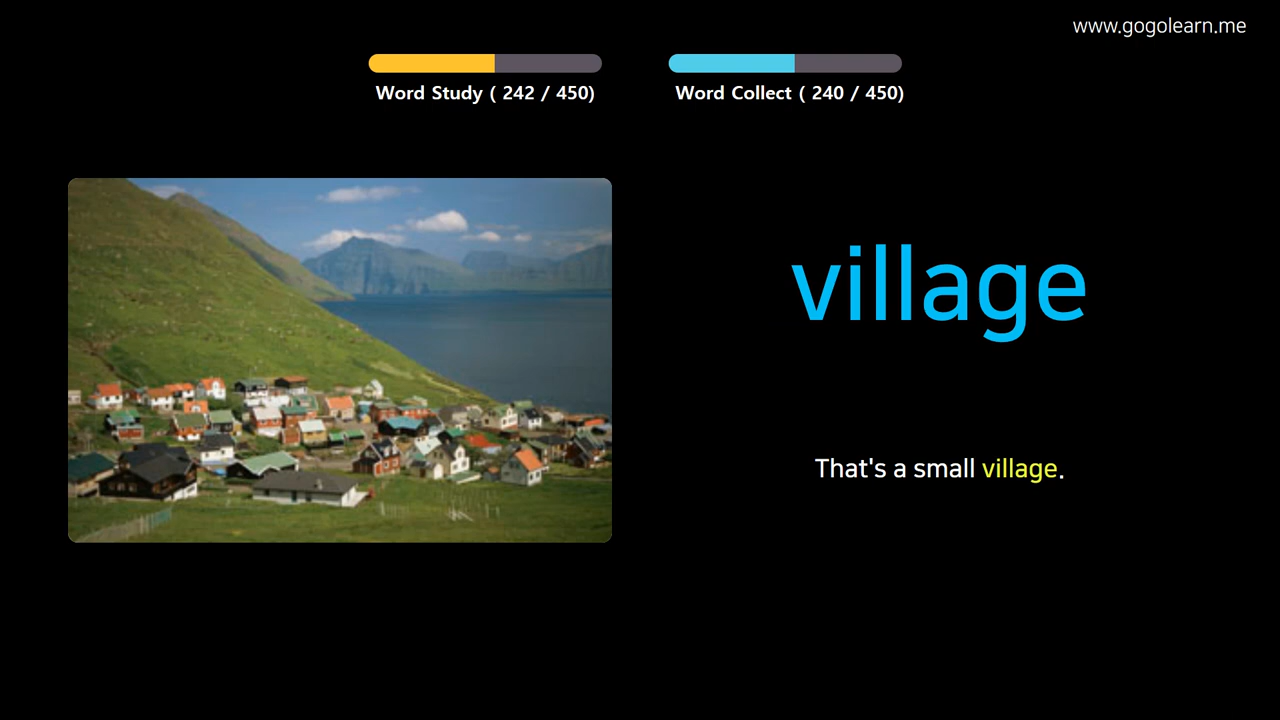 www.gogolearn.me
Word Study ( 242 / 450)
Word Collect ( 240 / 450)
village
That's a small village.